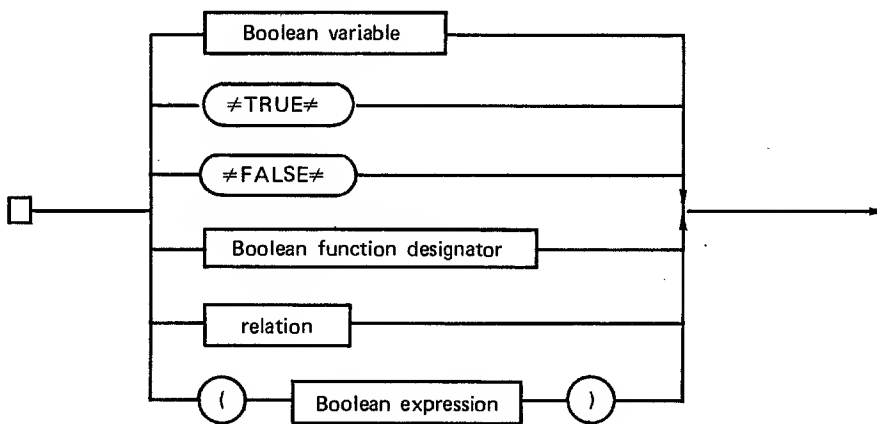 Boolean variable
≠TRUE≠
≠FALSE≠
Boolean function designator
relation
( Boolean expression )